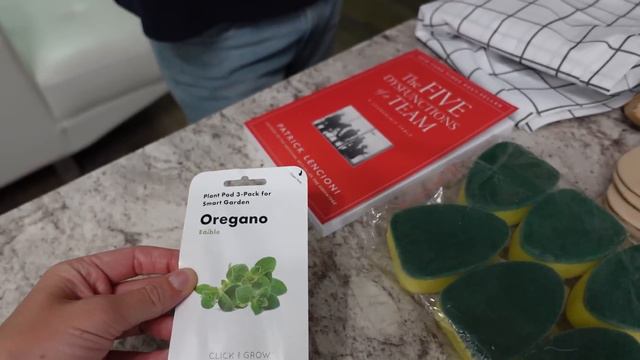 Plant Pod 3-Pack for
Smart Garden
Oregano
Edible
CLICK & GROW
The FIVE
DYSFUNCTIONS
of a
TEAM
PATRICK LENCIONI